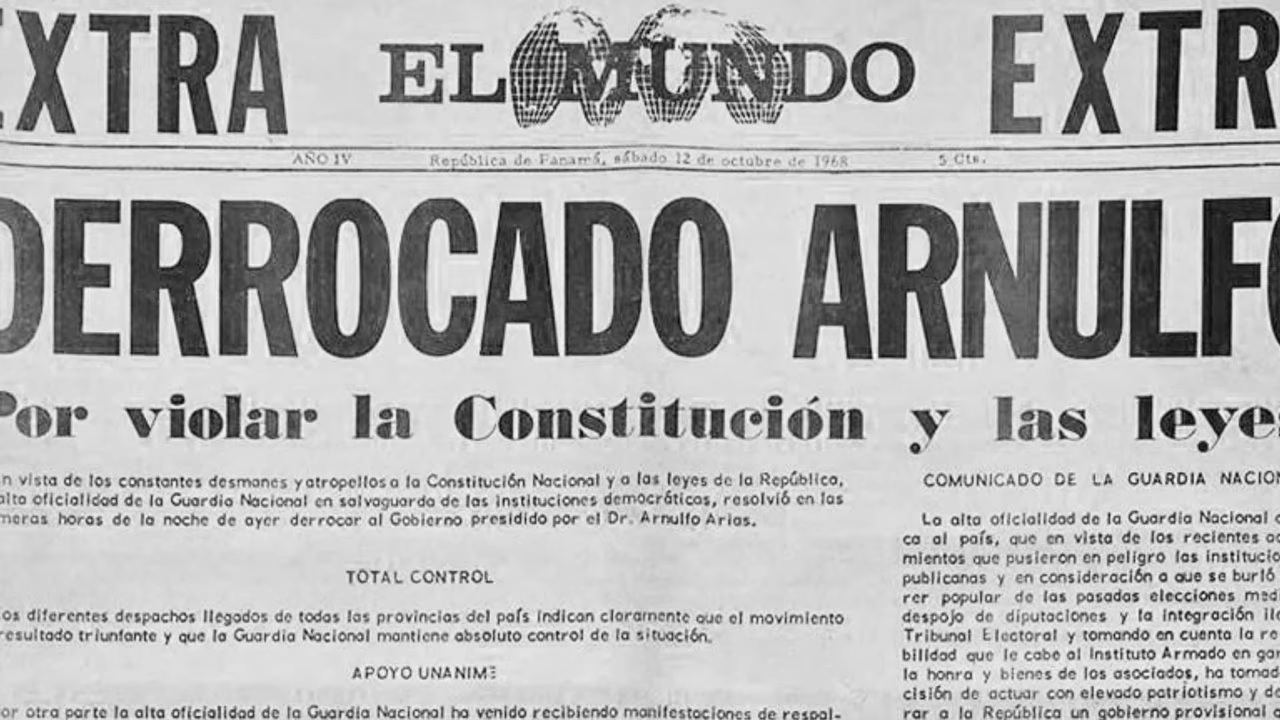 EXTRA EL MUNDO EXTR
AÑO IV República de Panamá, sábado 12 de octubre de 1968 5 Cts.
DERROCADO ARNULFO
Por violar la Constitución y las leyes
n vista de los constantes desmanes y atropellos a la Constitución Nacional y a las leyes de la República,
alta oficialidad de la Guardia Nacional en salvaguarda de las instituciones democráticas, resolvió en las
meras horas de la noche de ayer derrocar al Gobierno presidido por el Dr. Arnulfo Arias.
TOTAL CONTROL
os diferentes despachos llegados de todas las provincias del país indican claramente que el movimiento
resultado triunfante y que la Guardia Nacional mantiene absoluto control de la situación.
APOYO UNANIME
or otra parte la alta oficialidad de la Guardia Nacional ha venido recibiendo manifestaciones de respal-
COMUNICADO DE LA GUARDIA NACION
La alta oficialidad de la Guardia Nacional
ca al país, que en vista de los recientes
mientos que pusieron en peligro las institucio
publicanas y en consideración a que se burló
rer popular de las pasadas elecciones med
despojo de diputaciones y la integración
Tribunal Electoral y tomando en cuenta la re
bilidad que le cabe al Instituto Armado en gar
la honra y bienes de los asociados, ha tomad
cisión de actuar con elevado patriotismo y d
rar a la República un gobierno provisional